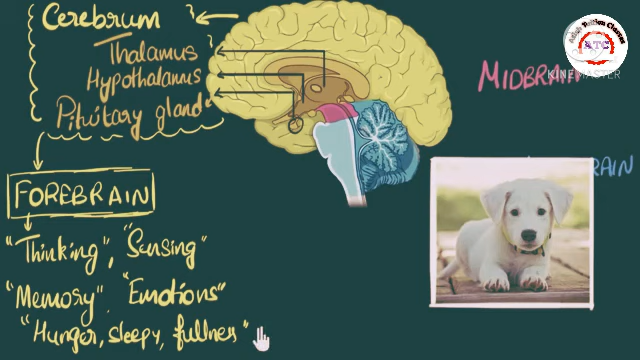 Cerebrum
Thalamus
Hypothalamus
Pituitary gland
FOREBRAIN
"Thinking", "Sensing"
"Memory", "Emotions"
"Hunger, sleepy, fullness"
MIDBRAIN
KINEMASTER
RAIN
ATC